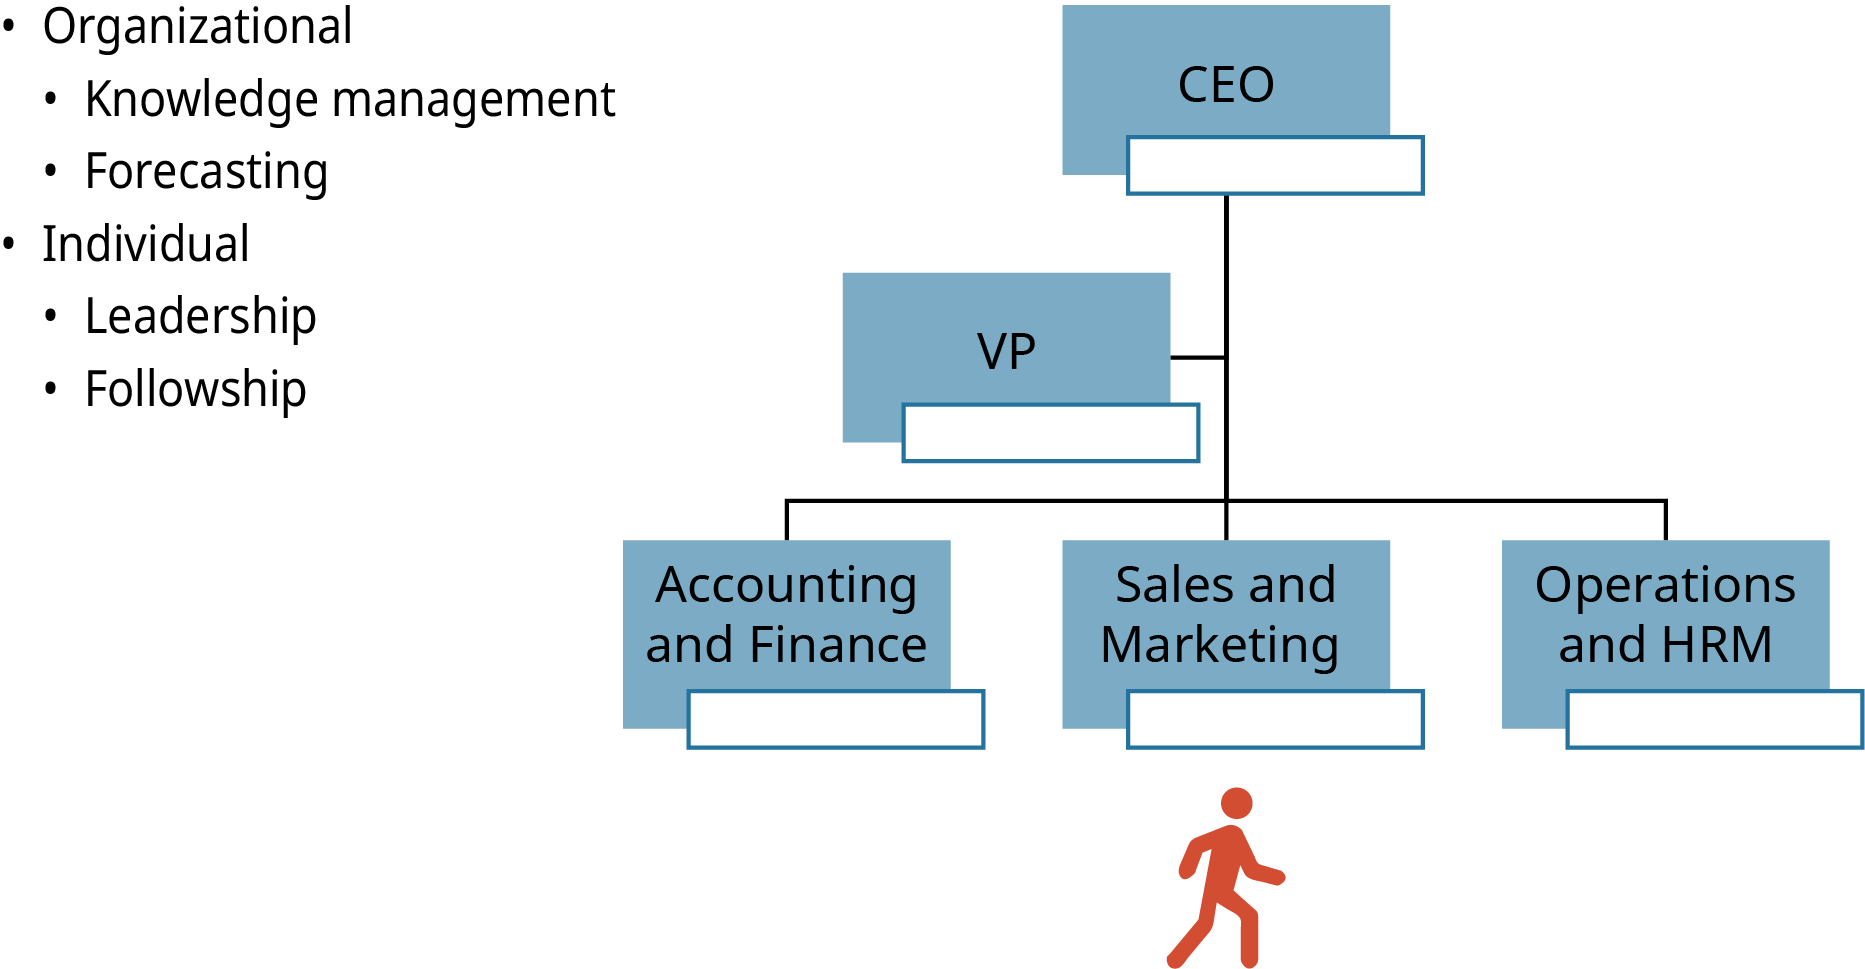 • Organizational
• Knowledge management
• Forecasting
• Individual
• Leadership
• Followship
CEO
VP
Accounting
and Finance
Sales and
Marketing
Operations
and HRM